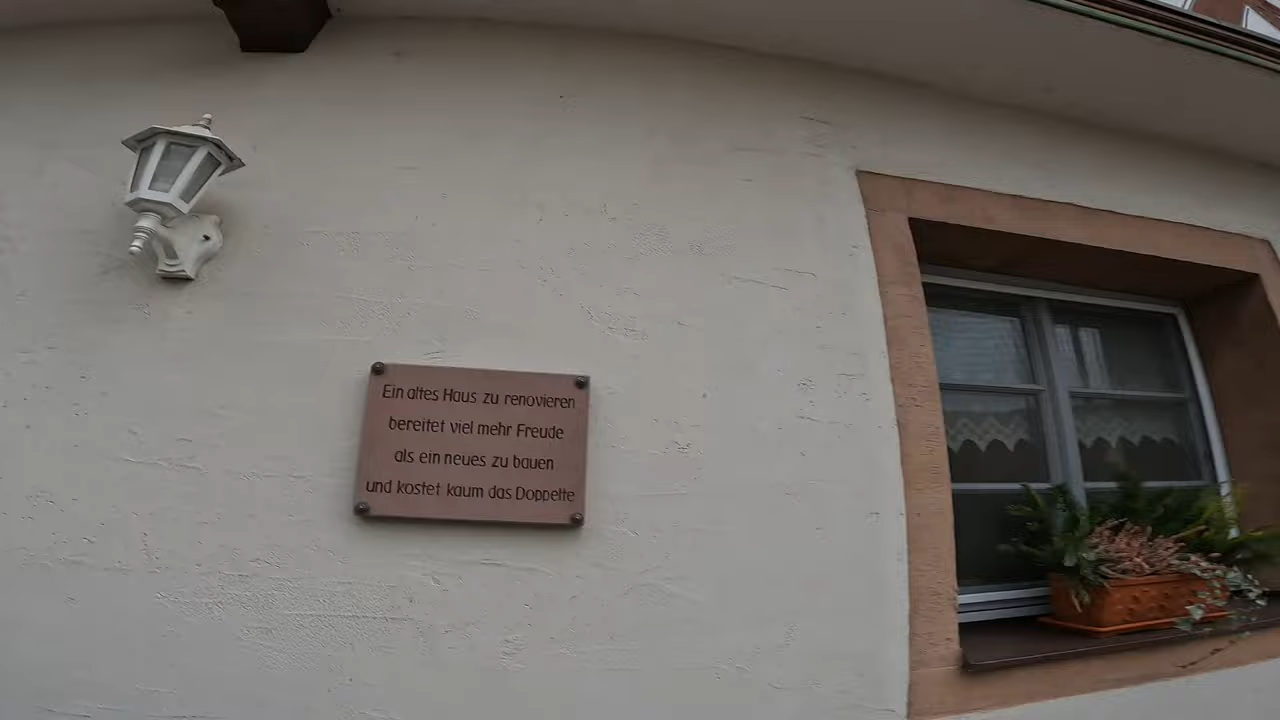 Ein altes Haus zu renovieren
bereitet viel mehr Freude
als ein neues zu bauen
und kostet kaum das Doppelte